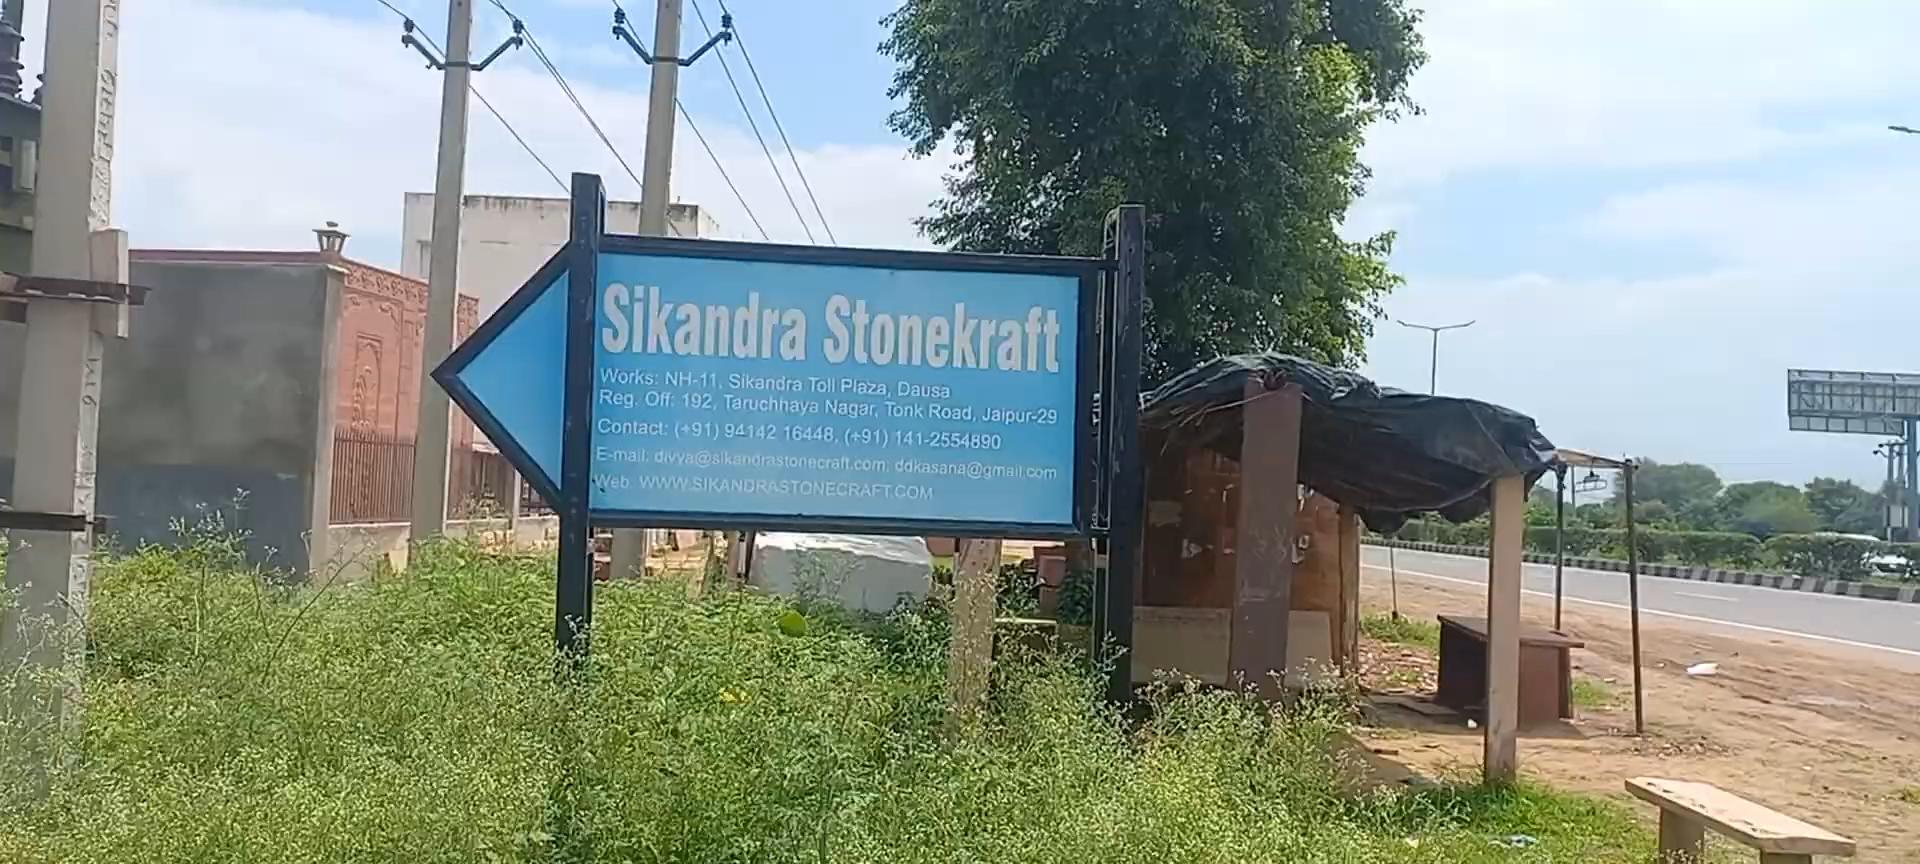 Sikandra Stonekraft
Works: NH-11, Sikandra Toll Plaza, Dausa
Reg. Off: 192, Taruchhaya Nagar, Tonk Road, Jaipur-29
Contact: (+91) 94142 16448, (+91) 141-2554890
E-mail: divya@sikandrastonecraft.com; ddkasana@gmail.com
Web. WWW.SIKANDRASTONECRAFT.COM